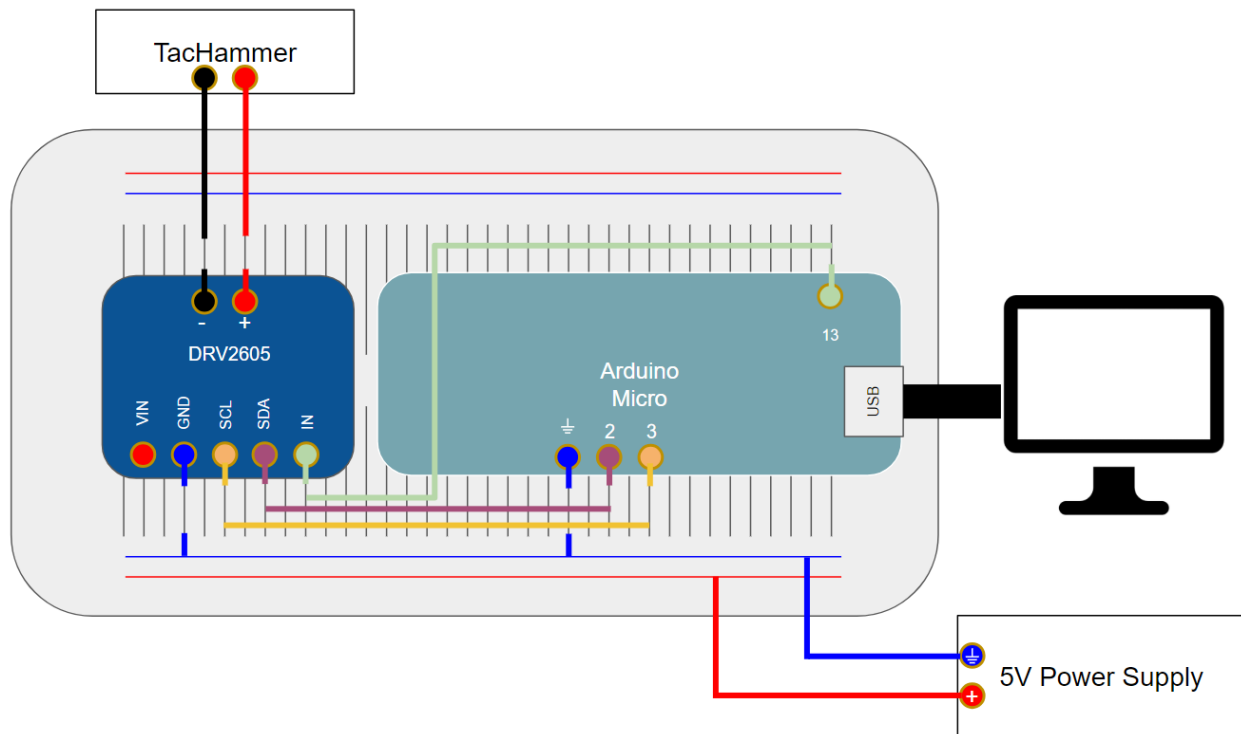 TacHammer
- +
DRV2605
VIN GND SCL SDA IN
13
Arduino
Micro
USB
2 3
5V Power Supply
+